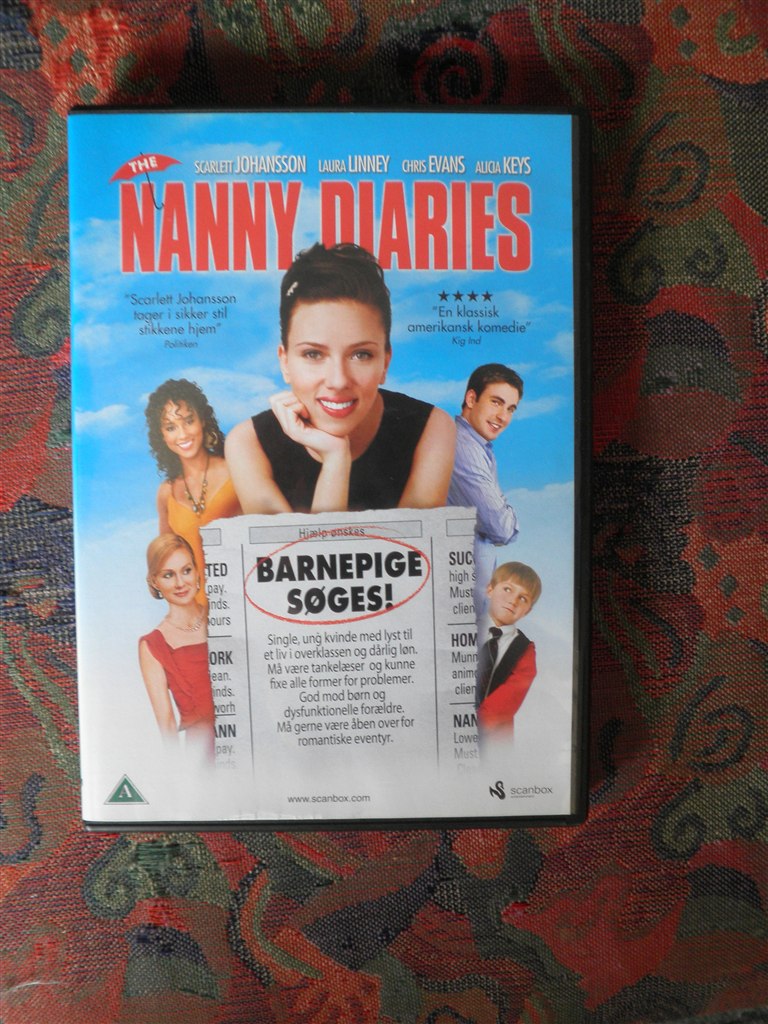 THE
SCARLETT JOHANSSON LAURA LINNEY CHRIS EVANS ALICIA KEYS
NANNY DIARIES
"Scarlett Johansson
tager i sikker stil
stikkene hjem"
Politiken
★★★★
"En klassisk
amerikansk komedie"
Kig Ind
Hjælp ønskes
BARNEPIGE
SØGES!
Single, ung kvinde med lyst til
et liv i overklassen og dårlig løn.
Må være tankelæser og kunne
fixe alle former for problemer.
God mod børn og
dysfunktionelle forældre.
Må gerne være åben over for
romantiske eventyr.
TED
pay.
nds.
ours
ORK
ean.
inds.
worh
ANN
pay.
nds.
SUC
high s
Must
clien
HOM
Munn
anim
clien
NAN
Lowe
Must
A
www.scanbox.com
scanbox